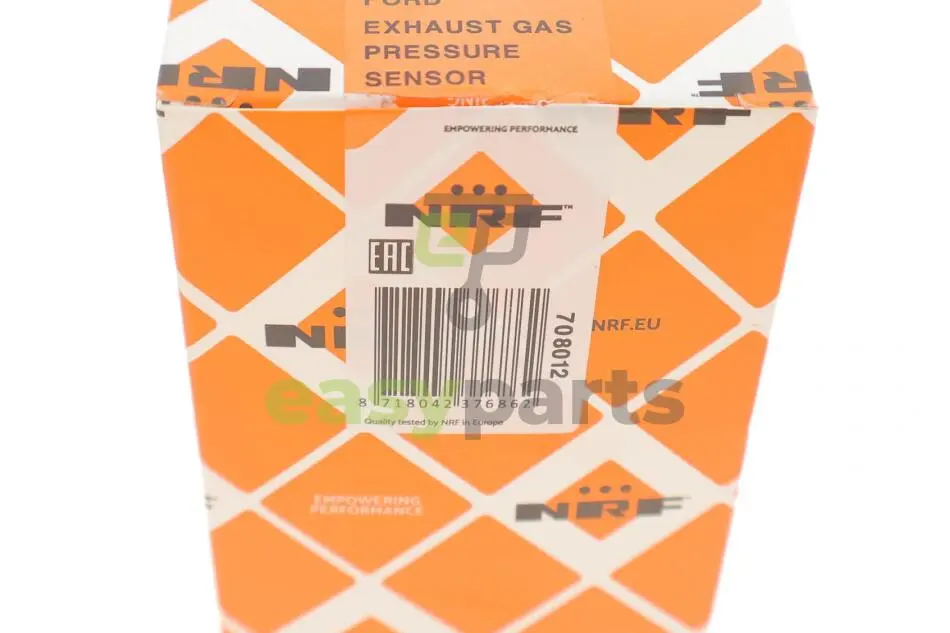 FORD
EXHAUST GAS
PRESSURE
SENSOR
NRF
EMPOWERING PERFORMANCE
NRF
NRF™
EAC
708012
NRF.EU
8 718042 376862
Quality tested by NRF in Europe
easyparts
EMPOWERING
PERFORMANCE
NRF